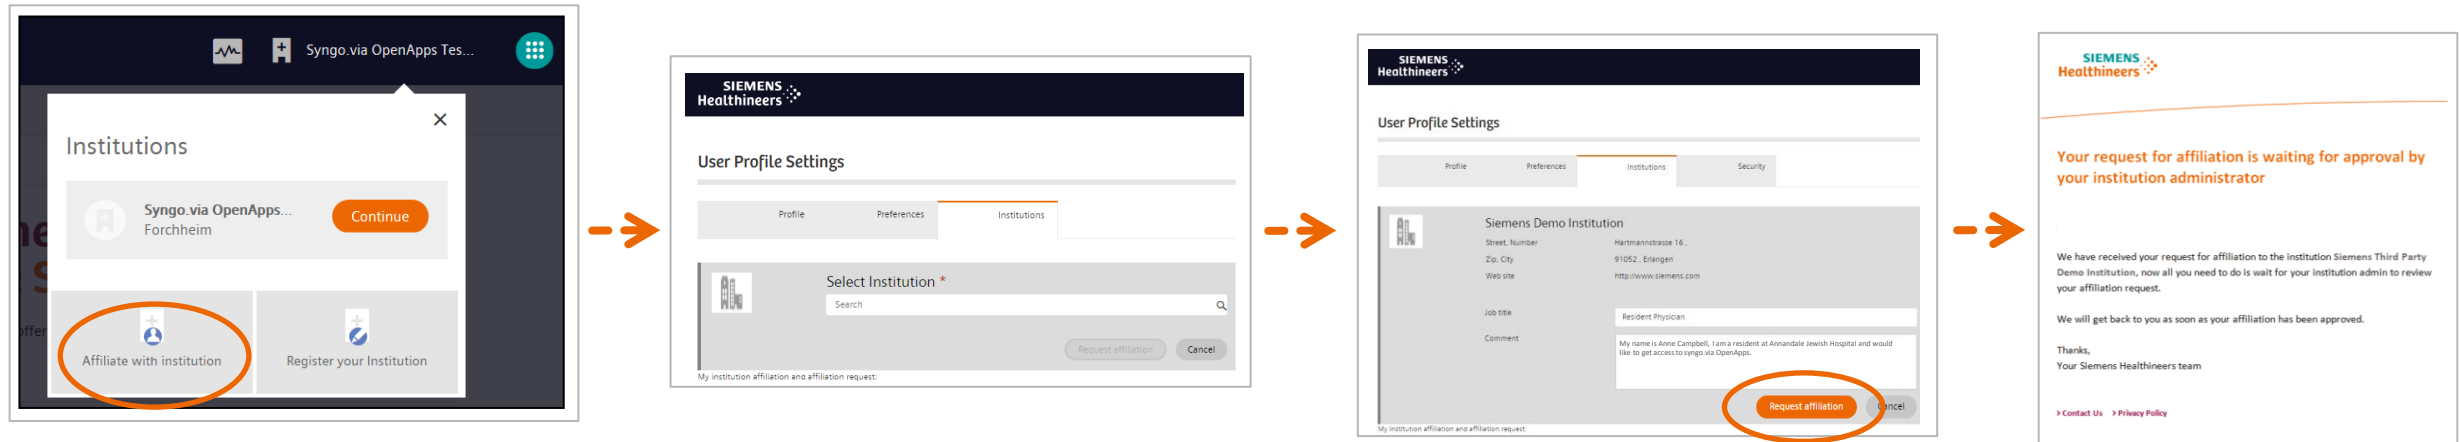 Syngo.via OpenApps Tes...
Institutions
Syngo.via OpenApps...
Forchheim
Continue
offer
Affiliate with institution
Register your Institution
SIEMENS
Healthineers
User Profile Settings
Profile Preferences Institutions
Select Institution *
Search
Request affiliation Cancel
My institution affiliation and affiliation request:
SIEMENS
Healthineers
User Profile Settings
Profile Preferences Institutions Security
Siemens Demo Institution
Street, Number Hartmannstrasse 16 ,
Zip, City 91052 , Erlangen
Web site http://www.siemens.com
Job title Resident Physician
Comment My name is Anne Campbell, I am a resident at Annandale Jewish Hospital and would
like to get access to syngo.via OpenApps.
Request affiliation Cancel
My institution affiliation and affiliation request:
SIEMENS
Healthineers
Your request for affiliation is waiting for approval by
your institution administrator
We have received your request for affiliation to the institution Siemens Third Party
Demo Institution, now all you need to do is wait for your institution admin to review
your affiliation request.
We will get back to you as soon as your affiliation has been approved.
Thanks,
Your Siemens Healthineers team
> Contact Us > Privacy Policy